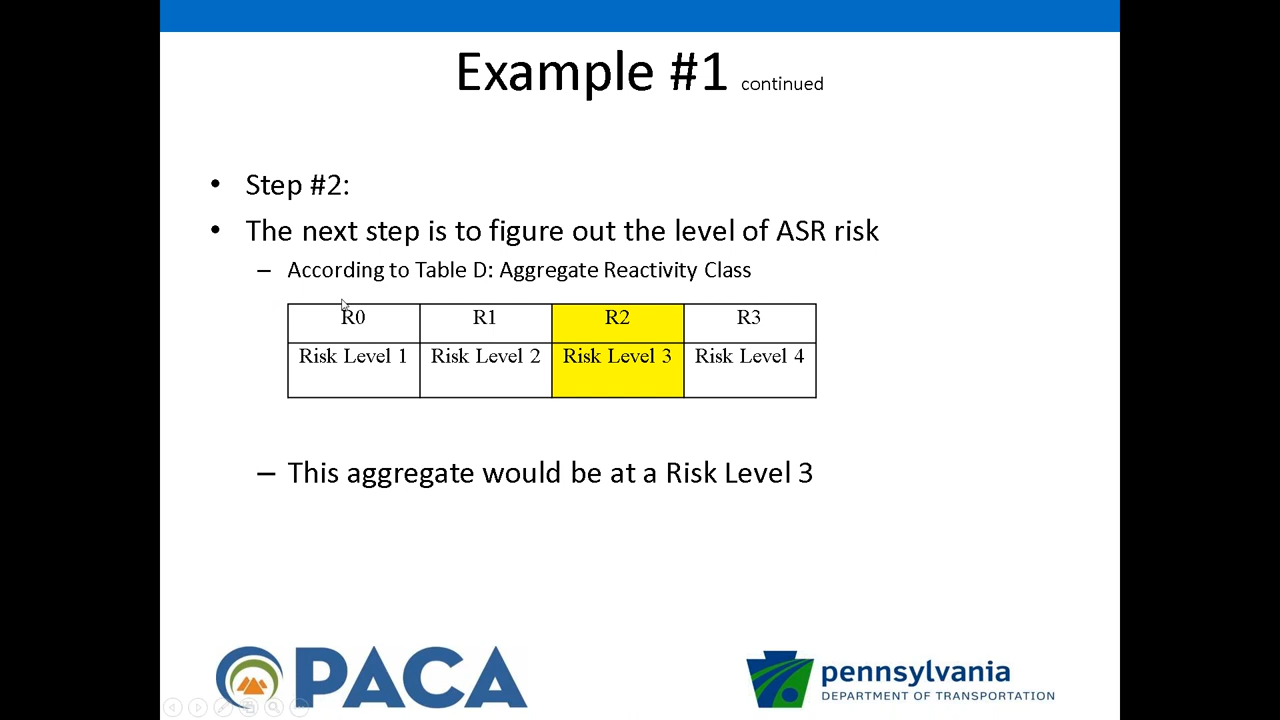 Example #1 continued
• Step #2:
• The next step is to figure out the level of ASR risk
– According to Table D: Aggregate Reactivity Class
R0 R1 R2 R3
Risk Level 1 Risk Level 2 Risk Level 3 Risk Level 4
– This aggregate would be at a Risk Level 3
PACA
pennsylvania
DEPARTMENT OF TRANSPORTATION